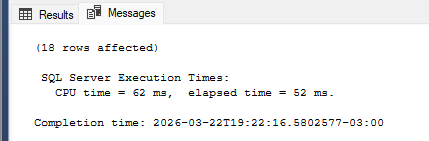 Results Messages
(18 rows affected)
SQL Server Execution Times:
CPU time = 62 ms, elapsed time = 52 ms.
Completion time: 2026-03-22T19:22:16.5802577-03:00